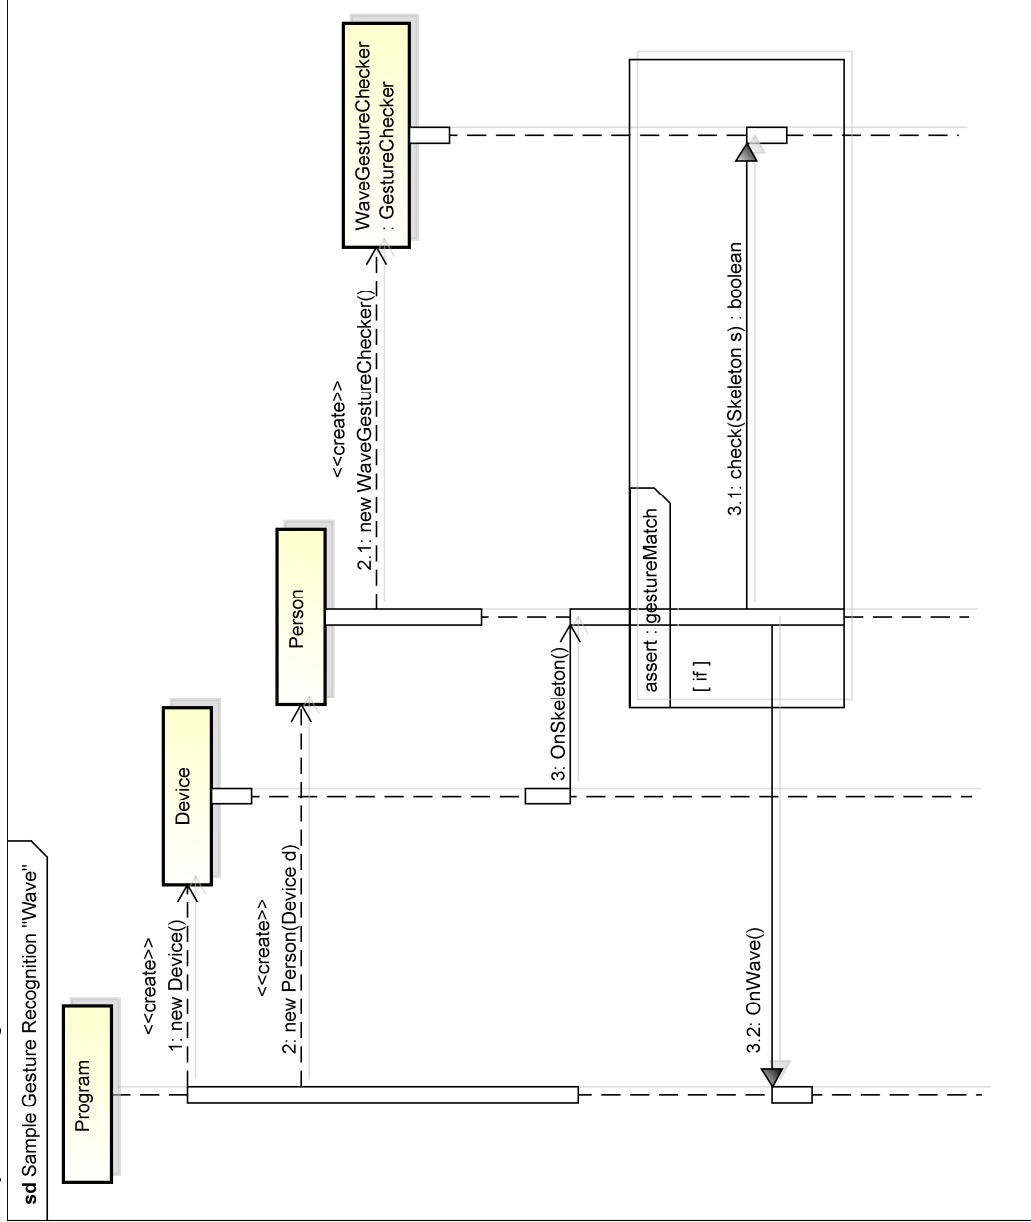 sd Sample Gesture Recognition "Wave"
Program
Device
Person
WaveGestureChecker
: GestureChecker
<<create>>
1: new Device()
<<create>>
2: new Person(Device d)
<<create>>
2.1: new WaveGestureChecker()
3: OnSkeleton()
assert : gestureMatch
[ if ]
3.1: check(Skeleton s) : boolean
3.2: OnWave()